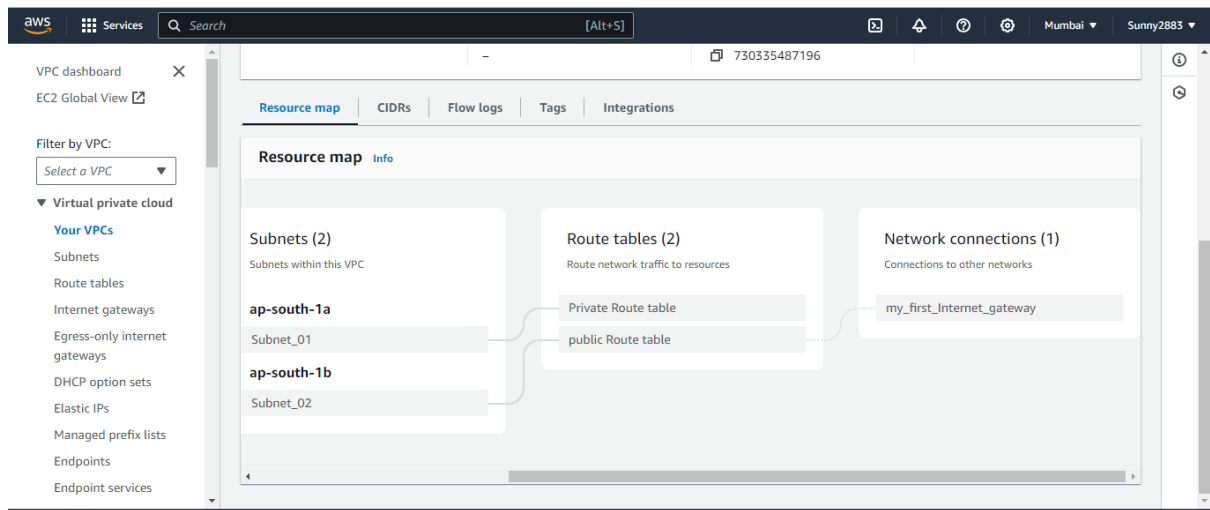 aws Services Search [Alt+S] Mumbai Sunny2883
VPC dashboard
EC2 Global View
Filter by VPC:
Select a VPC
Virtual private cloud
Your VPCs
Subnets
Route tables
Internet gateways
Egress-only internet
gateways
DHCP option sets
Elastic IPs
Managed prefix lists
Endpoints
Endpoint services
– 730335487196
Resource map CIDRs Flow logs Tags Integrations
Resource map Info
Subnets (2)
Subnets within this VPC
ap-south-1a
Subnet_01
ap-south-1b
Subnet_02
Route tables (2)
Route network traffic to resources
Private Route table
public Route table
Network connections (1)
Connections to other networks
my_first_Internet_gateway